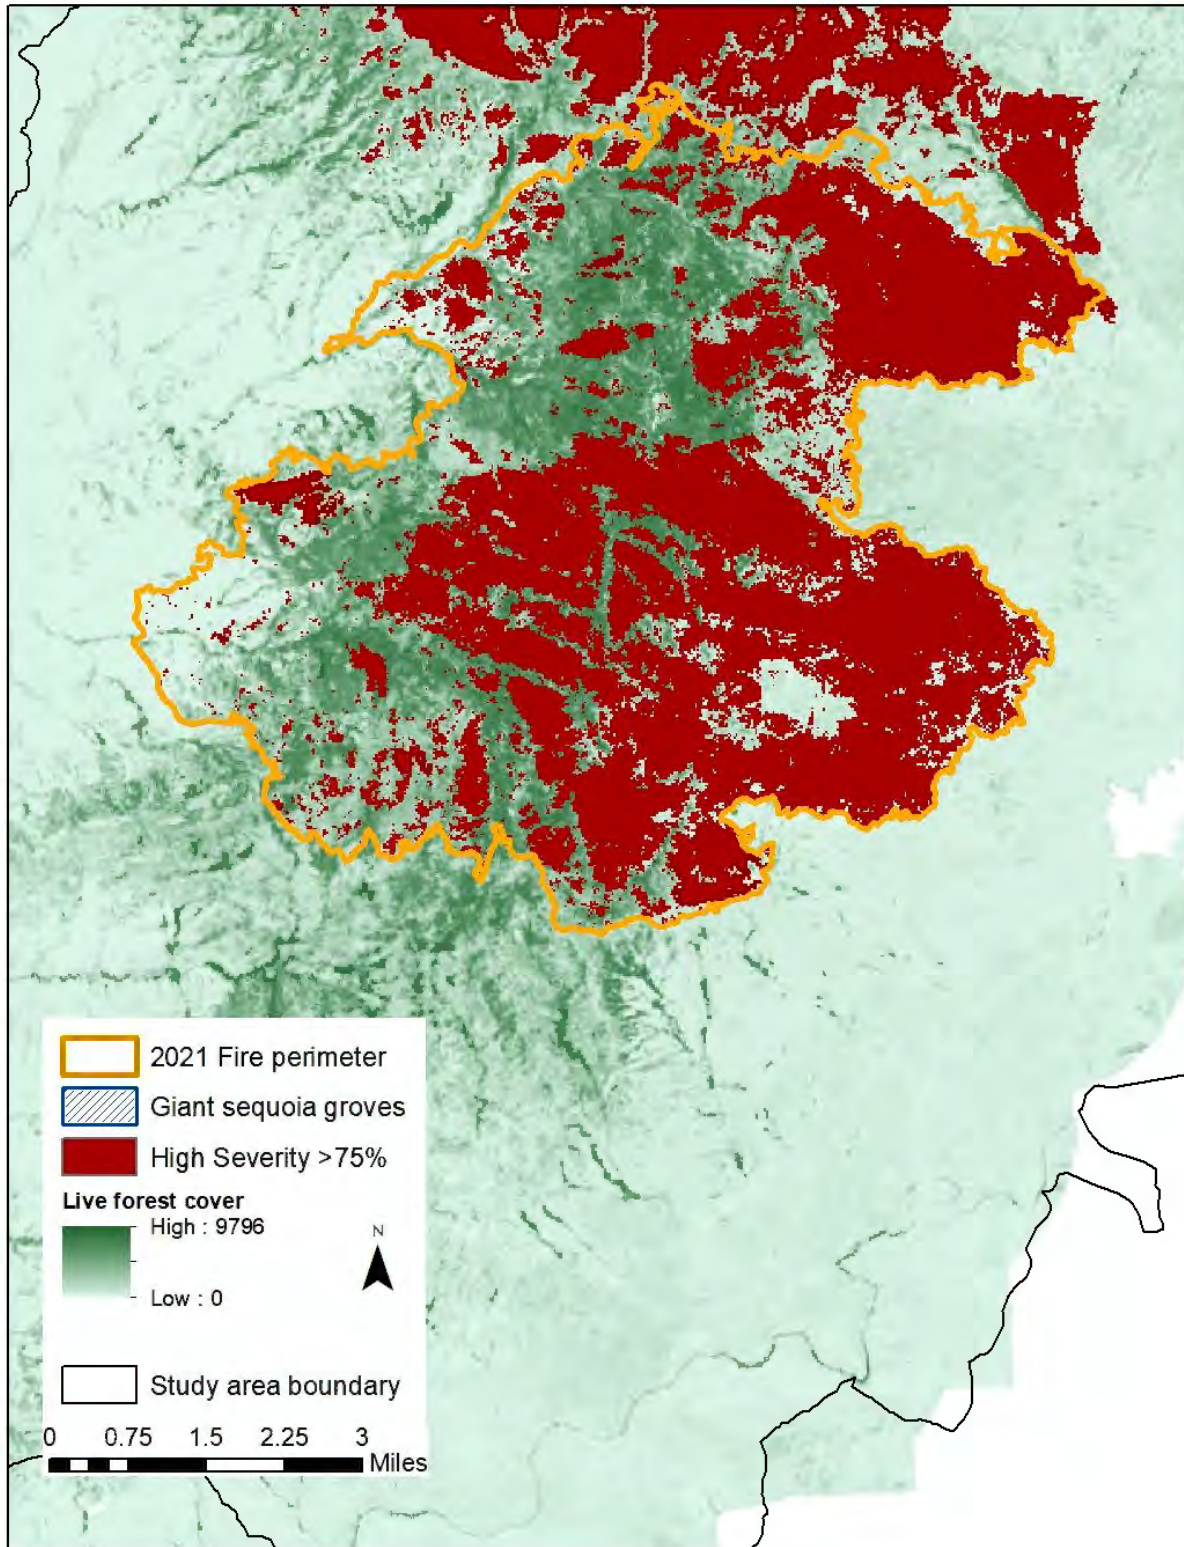 2021 Fire perimeter
Giant sequoia groves
High Severity >75%
Live forest cover
High : 9796
Low : 0
N
Study area boundary
0 0.75 1.5 2.25 3
Miles